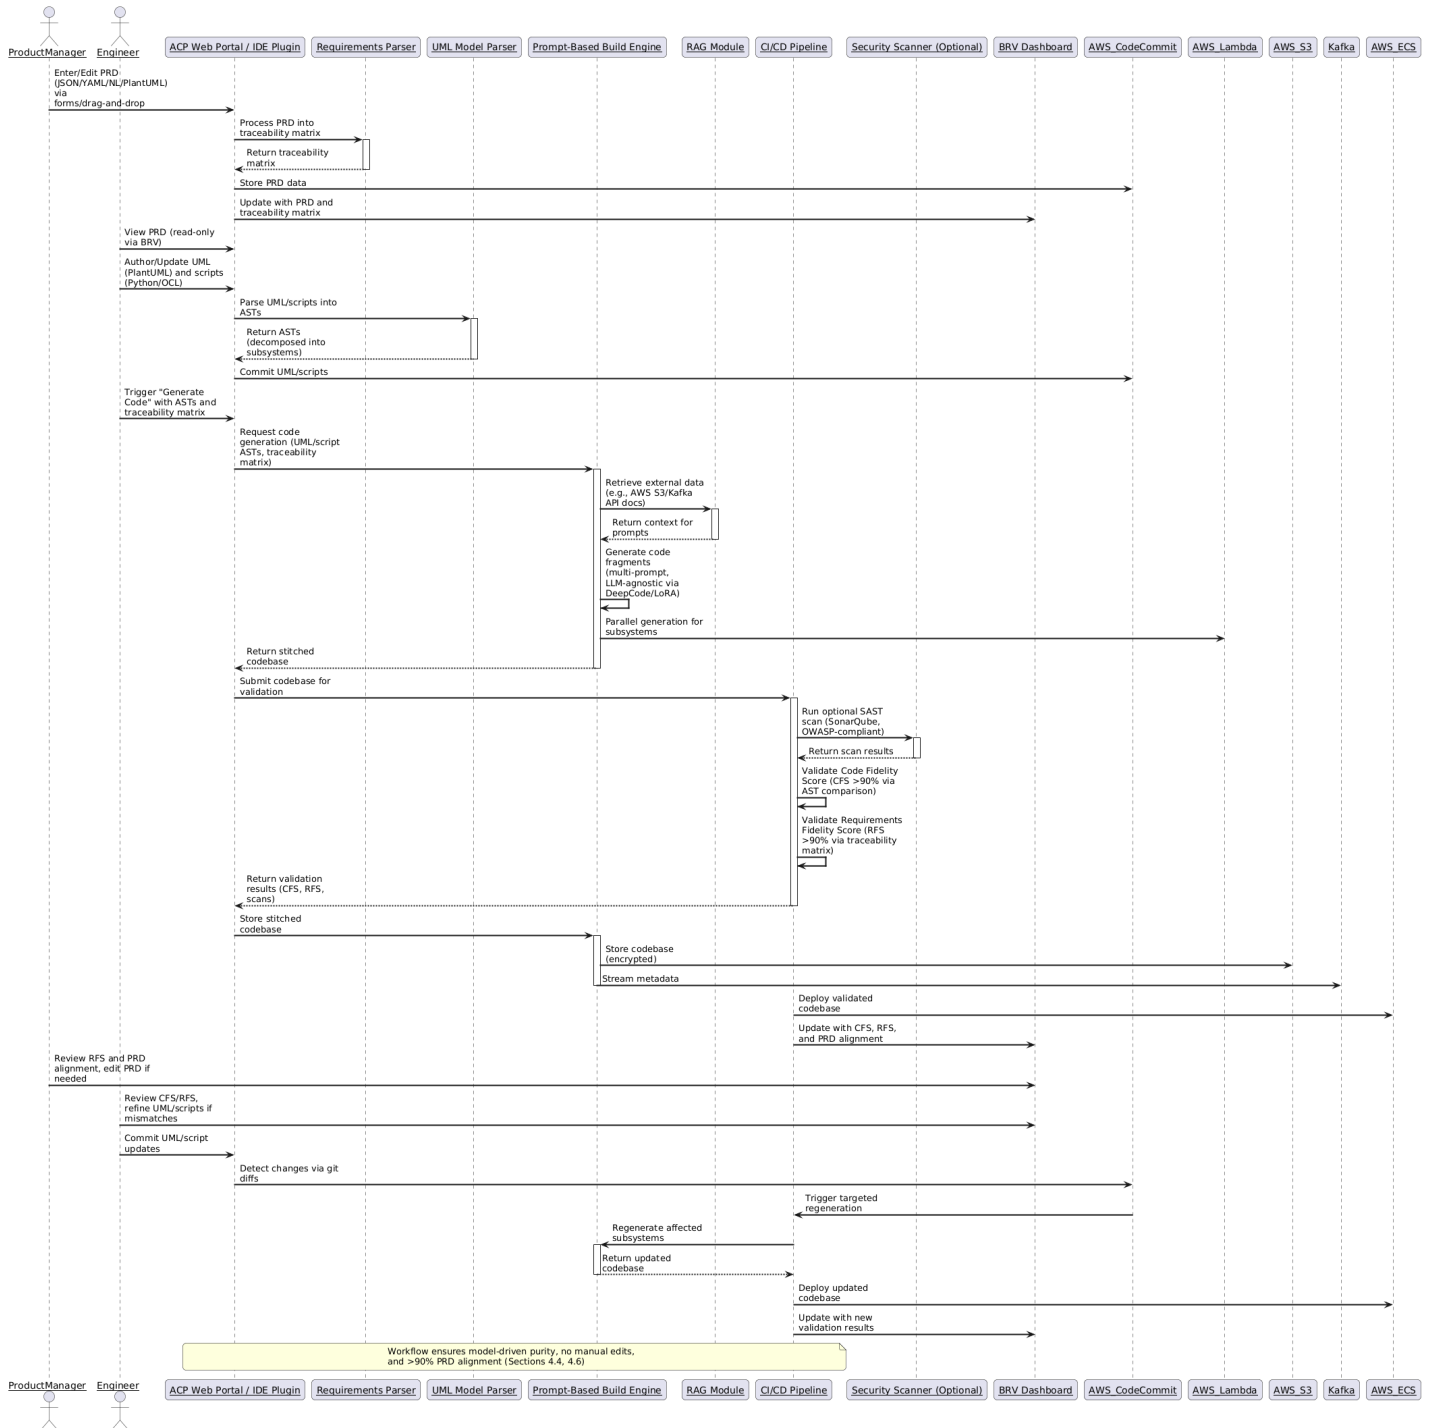 ProductManager
Engineer
ACP Web Portal / IDE Plugin
Requirements Parser
UML Model Parser
Prompt-Based Build Engine
RAG Module
CI/CD Pipeline
Security Scanner (Optional)
BRV Dashboard
AWS_CodeCommit
AWS_Lambda
AWS_S3
Kafka
AWS_ECS
Enter/Edit PRD
(JSON/YAML/NL/PlantUML)
via
forms/drag-and-drop
Process PRD into
traceability matrix
Return traceability
matrix
Store PRD data
Update with PRD and
traceability matrix
View PRD (read-only
via BRV)
Author/Update UML
(PlantUML) and scripts
(Python/OCL)
Parse UML/scripts into
ASTs
Return ASTs
(decomposed into
subsystems)
Commit UML/scripts
Trigger "Generate
Code" with ASTs and
traceability matrix
Request code
generation (UML/script
ASTs, traceability
matrix)
Retrieve external data
(e.g., AWS S3/Kafka
API docs)
Return context for
prompts
Generate code
fragments
(multi-prompt,
LLM-agnostic via
DeepCode/LoRA)
Parallel generation for
subsystems
Return stitched
codebase
Submit codebase for
validation
Run optional SAST
scan (SonarQube,
OWASP-compliant)
Return scan results
Validate Code Fidelity
Score (CFS >90% via
AST comparison)
Validate Requirements
Fidelity Score (RFS
>90% via traceability
matrix)
Return validation
results (CFS, RFS,
scans)
Store stitched
codebase
Store codebase
(encrypted)
Stream metadata
Deploy validated
codebase
Update with CFS, RFS,
and PRD alignment
Review RFS and PRD
alignment, edit PRD if
needed
Review CFS/RFS,
refine UML/scripts if
mismatches
Commit UML/script
updates
Detect changes via git
diffs
Trigger targeted
regeneration
Regenerate affected
subsystems
Return updated
codebase
Deploy updated
codebase
Update with new
validation results
Workflow ensures model-driven purity, no manual edits,
and >90% PRD alignment (Sections 4.4, 4.6)
ProductManager
Engineer
ACP Web Portal / IDE Plugin
Requirements Parser
UML Model Parser
Prompt-Based Build Engine
RAG Module
CI/CD Pipeline
Security Scanner (Optional)
BRV Dashboard
AWS_CodeCommit
AWS_Lambda
AWS_S3
Kafka
AWS_ECS